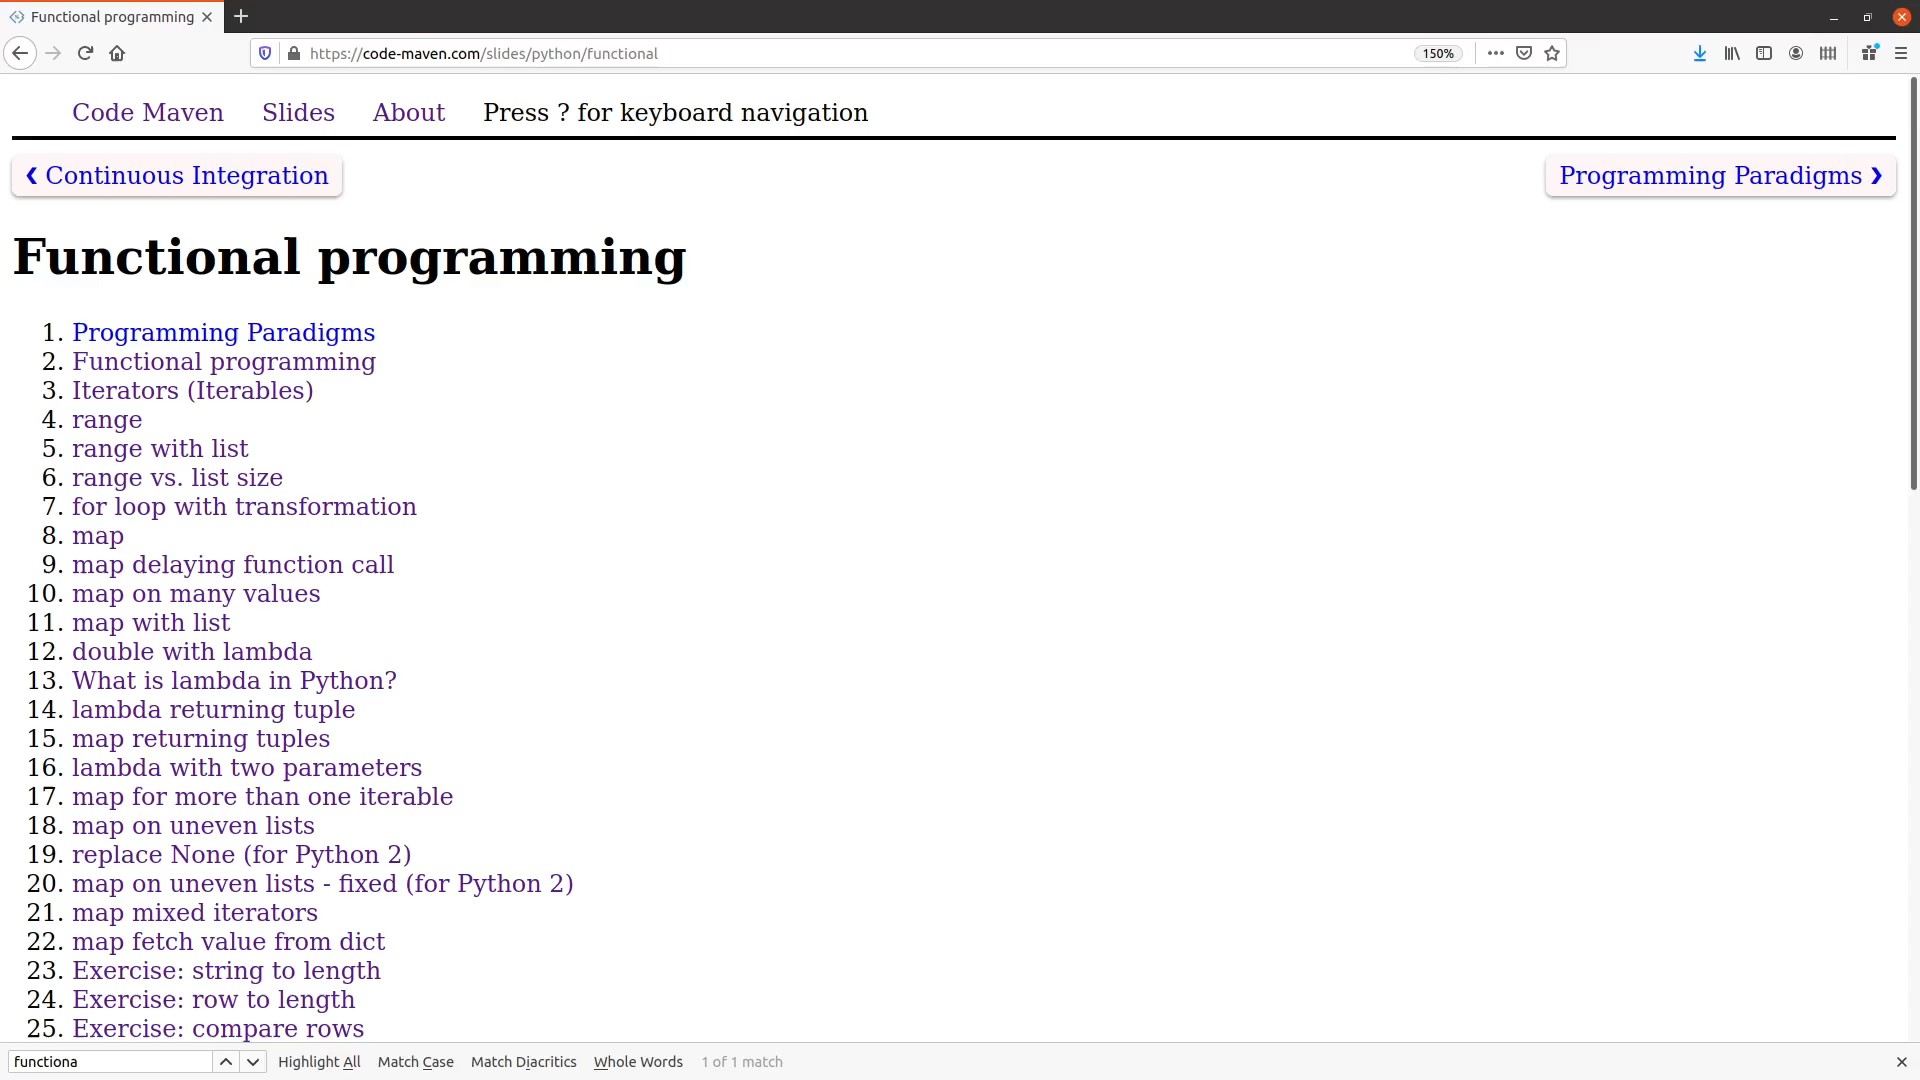 Functional programming
https://code-maven.com/slides/python/functional
150%
Code Maven Slides About Press ? for keyboard navigation
❮ Continuous Integration
Programming Paradigms ❯
Functional programming
1. Programming Paradigms
2. Functional programming
3. Iterators (Iterables)
4. range
5. range with list
6. range vs. list size
7. for loop with transformation
8. map
9. map delaying function call
10. map on many values
11. map with list
12. double with lambda
13. What is lambda in Python?
14. lambda returning tuple
15. map returning tuples
16. lambda with two parameters
17. map for more than one iterable
18. map on uneven lists
19. replace None (for Python 2)
20. map on uneven lists - fixed (for Python 2)
21. map mixed iterators
22. map fetch value from dict
23. Exercise: string to length
24. Exercise: row to length
25. Exercise: compare rows
functiona Highlight All Match Case Match Diacritics Whole Words 1 of 1 match